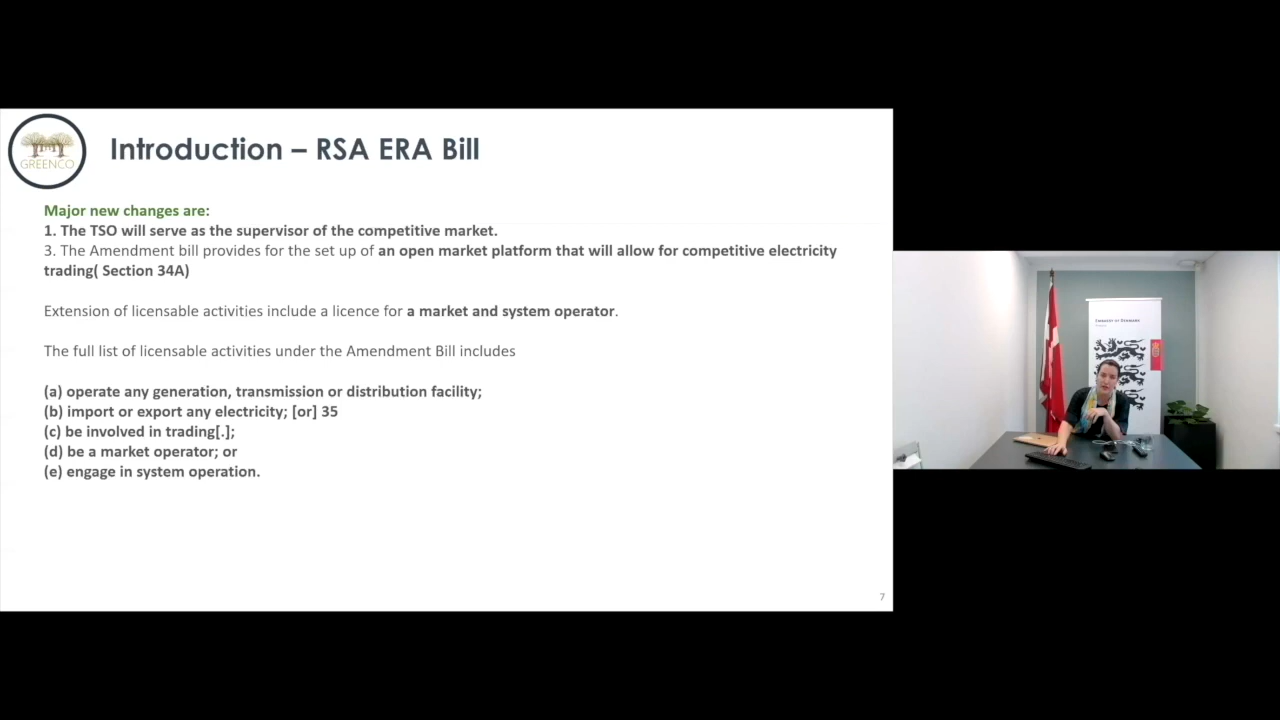 GREENCO
Introduction – RSA ERA Bill
Major new changes are:
1. The TSO will serve as the supervisor of the competitive market.
3. The Amendment bill provides for the set up of an open market platform that will allow for competitive electricity
trading( Section 34A)
Extension of licensable activities include a licence for a market and system operator.
The full list of licensable activities under the Amendment Bill includes
(a) operate any generation, transmission or distribution facility;
(b) import or export any electricity; [or] 35
(c) be involved in trading[.];
(d) be a market operator; or
(e) engage in system operation.
7
EMBASSY OF DENMARK